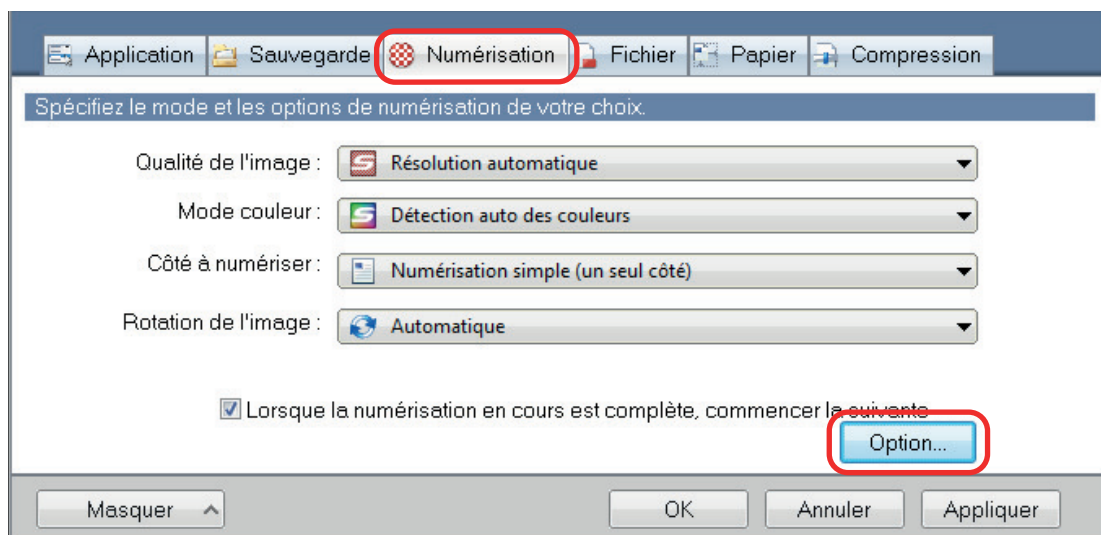 Application Sauvegarde Numérisation Fichier Papier Compression
Spécifiez le mode et les options de numérisation de votre choix.
Qualité de l'image : Résolution automatique
Mode couleur : Détection auto des couleurs
Côté à numériser : Numérisation simple (un seul côté)
Rotation de l'image : Automatique
Lorsque la numérisation en cours est complète, commencer la suivante
Option...
Masquer OK Annuler Appliquer